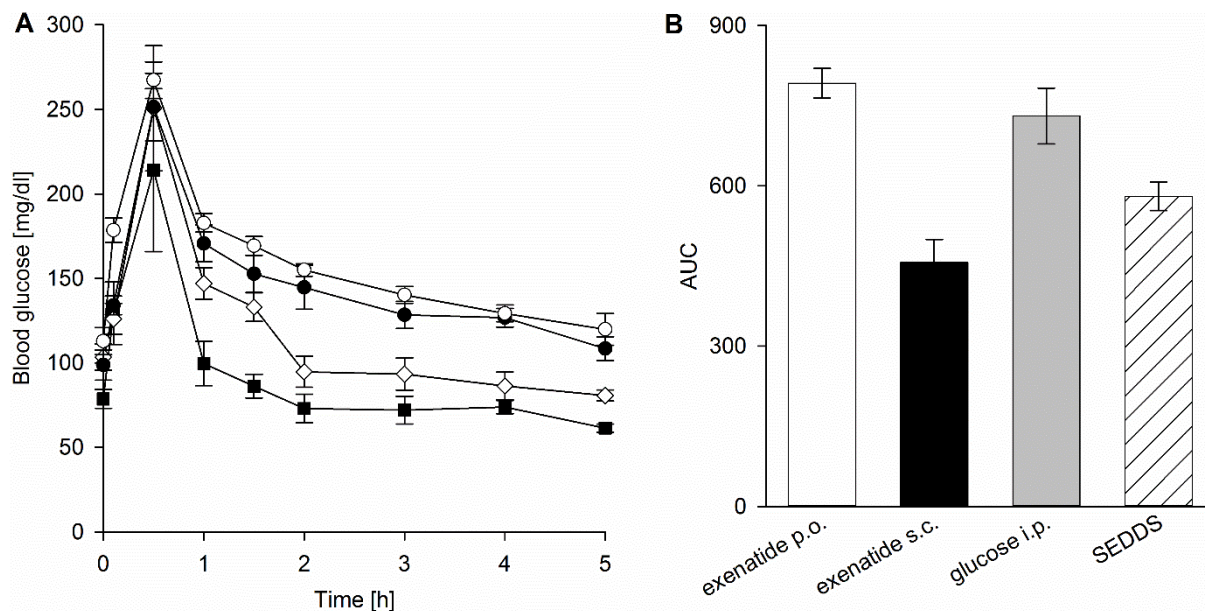 A
Blood glucose [mg/dl]
300
250
200
150
100
50
0
0 1 2 3 4 5
Time [h]
B
AUC
900
600
300
0
exenatide p.o.
exenatide s.c.
glucose i.p.
SEDDS